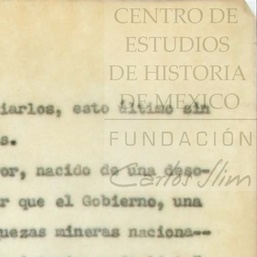 CENTRO DE
ESTUDIOS
DE HISTORIA
DE MEXICO
FUNDACIÓN
Carlos Slim
iarlos, esto último sin
s.
or, nacido de una deso-
r que el Gobierno, una
uezas mineras naciona--